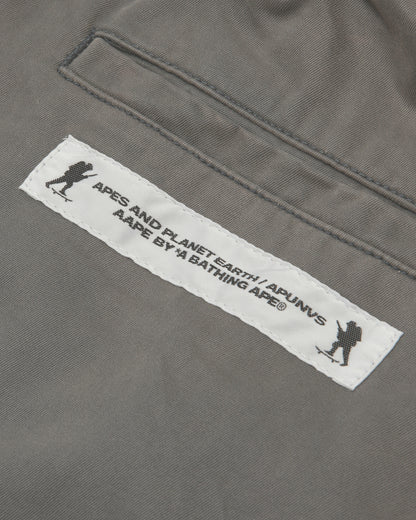 APES AND PLANET EARTH / APUNVS
AAPE BY *A BATHING APE®